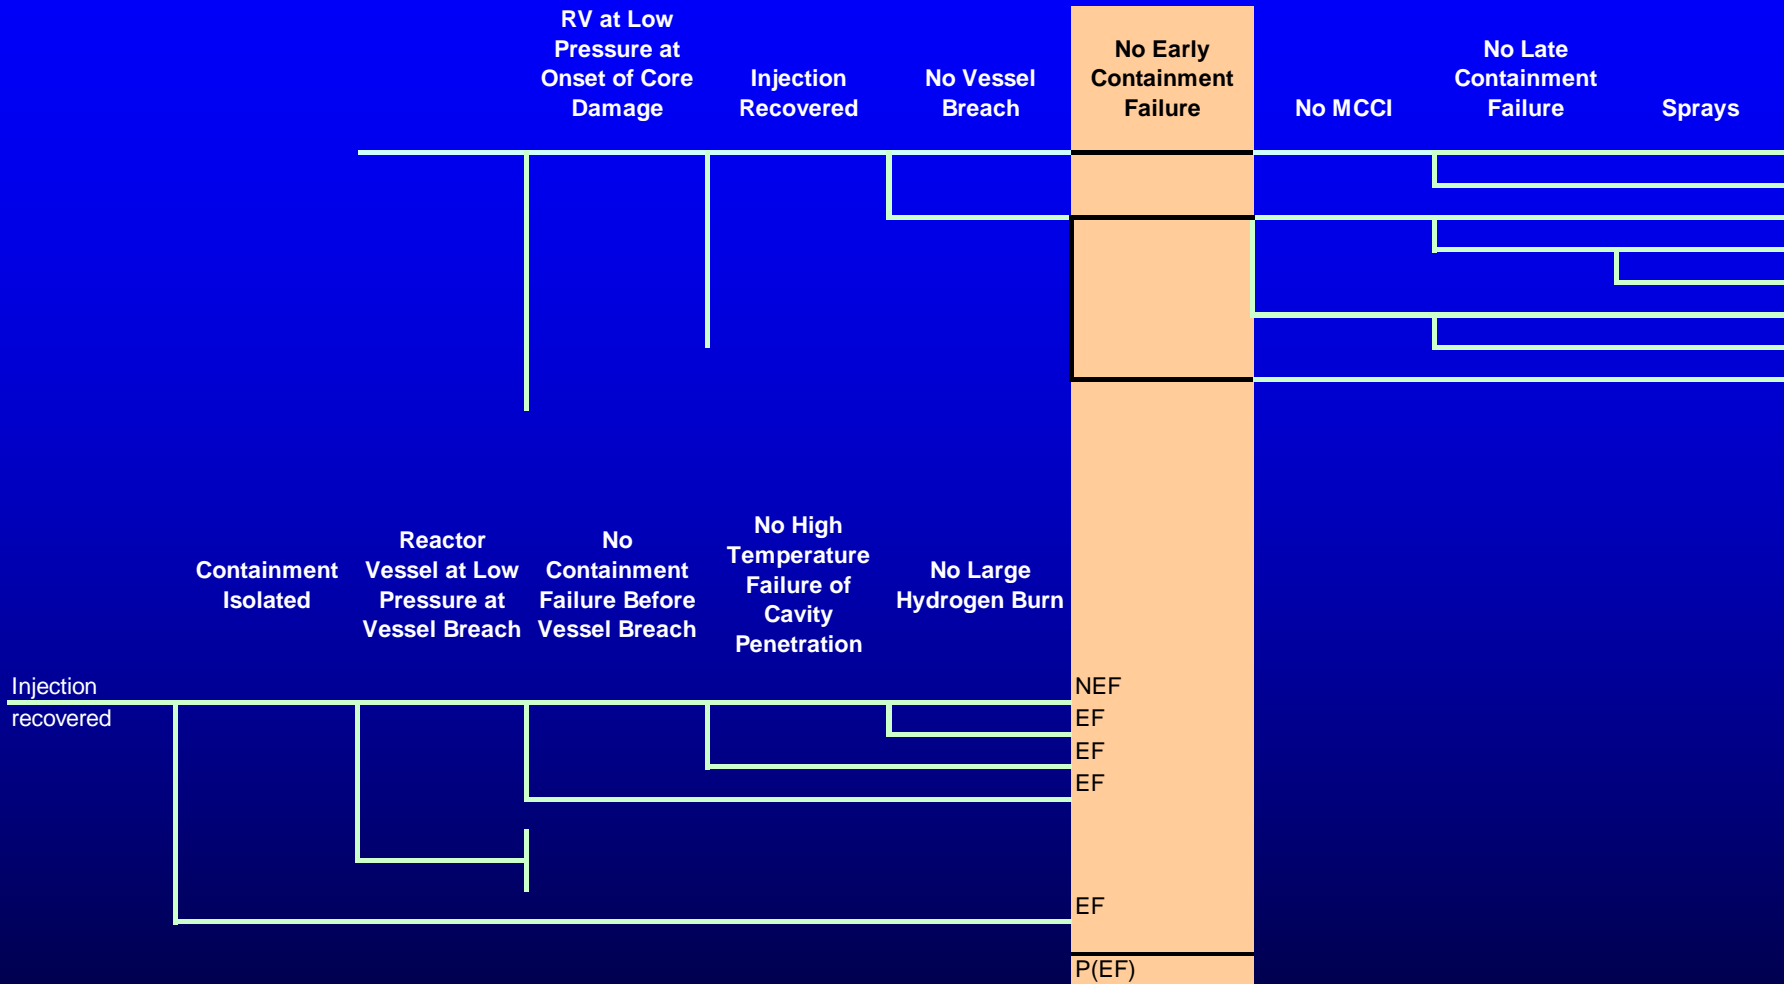 RV at Low
Pressure at
Onset of Core
Damage
Injection
Recovered
No Vessel
Breach
No Early
Containment
Failure
No MCCI
No Late
Containment
Failure
Sprays
Containment
Isolated
Reactor
Vessel at Low
Pressure at
Vessel Breach
No
Containment
Failure Before
Vessel Breach
No High
Temperature
Failure of
Cavity
Penetration
No Large
Hydrogen Burn
Injection
recovered
NEF
EF
EF
EF
EF
P(EF)